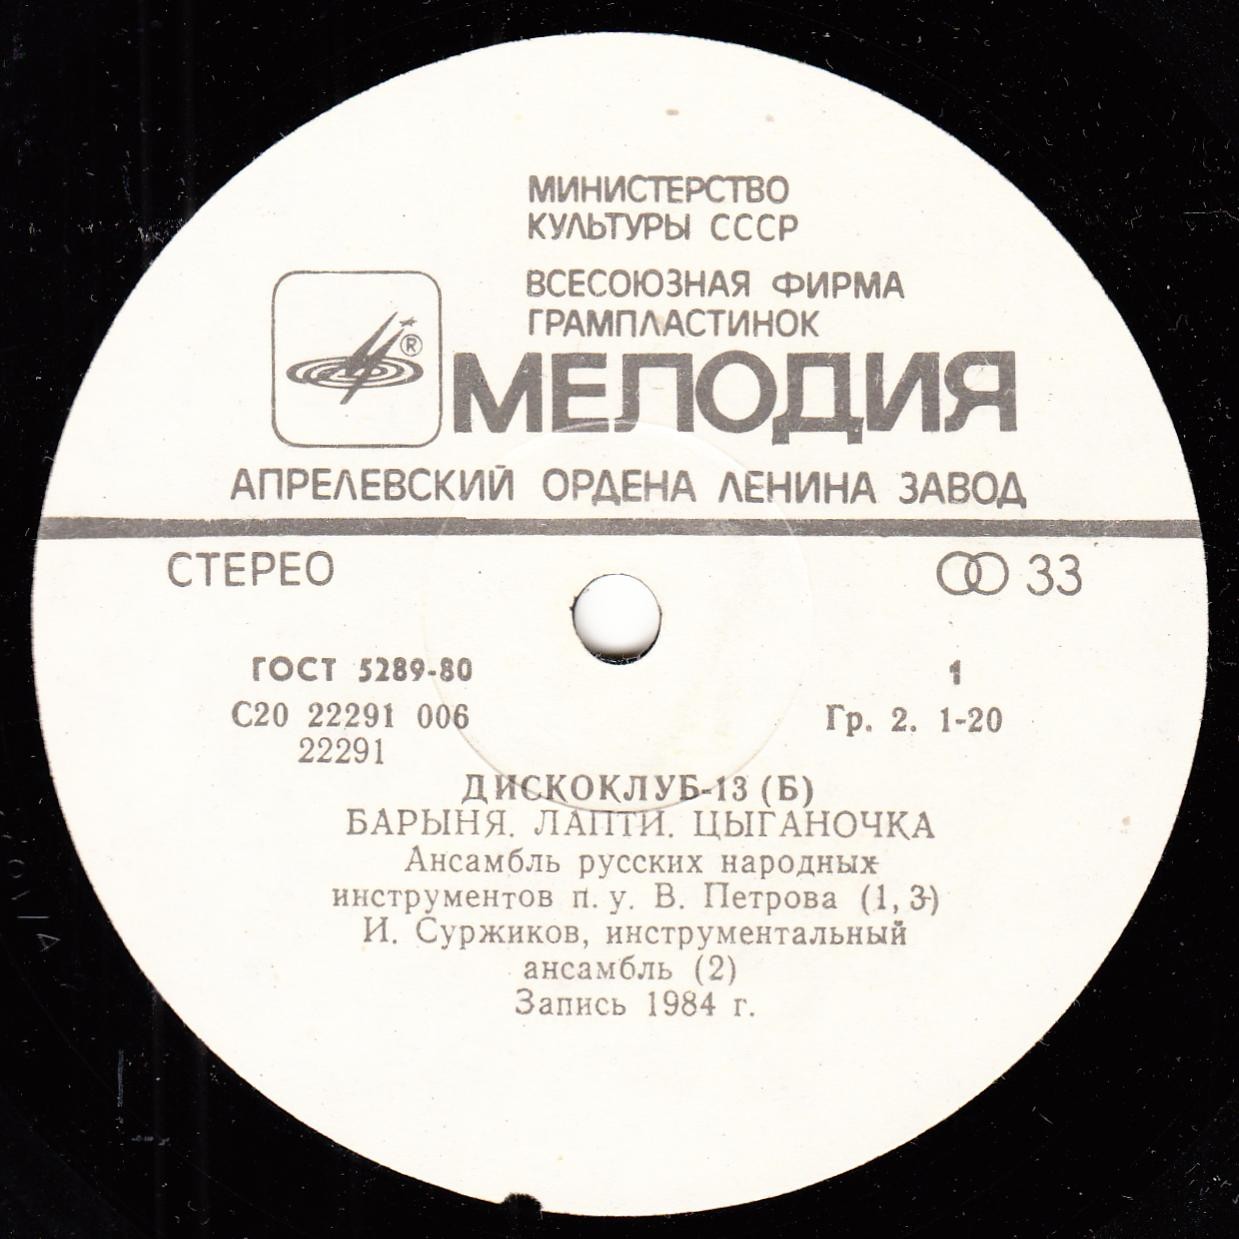 МИНИСТЕРСТВО
КУЛЬТУРЫ СССР
ВСЕСОЮЗНАЯ ФИРМА
ГРАМПЛАСТИНОК
® МЕЛОДИЯ
АПРЕЛЕВСКИЙ ОРДЕНА ЛЕНИНА ЗАВОД
СТЕРЕО 33
ГОСТ 5289-80 1
С20 22291 006 Гр. 2. 1-20
22291
ДИСКОКЛУБ-13 (Б)
БАРЫНЯ. ЛАПТИ. ЦЫГАНОЧКА
Ансамбль русских народных
инструментов п. у. В. Петрова (1, 3)
И. Суржиков, инструментальный
ансамбль (2)
Запись 1984 г.